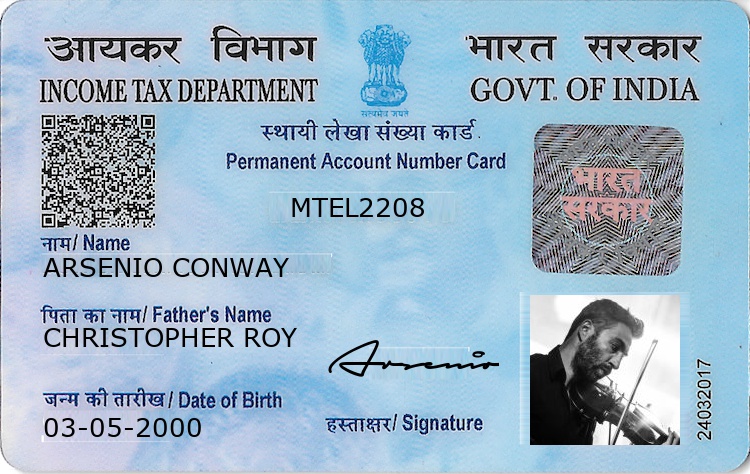 आयकर विभाग
भारत सरकार
INCOME TAX DEPARTMENT
GOVT. OF INDIA
सत्यमेव जयते
स्थायी लेखा संख्या कार्ड
Permanent Account Number Card
MTEL2208
भारत
सरकार
नाम/ Name
ARSENIO CONWAY
पिता का नाम/ Father's Name
CHRISTOPHER ROY
Arsenio
जन्म की तारीख/ Date of Birth
03-05-2000
हस्ताक्षर/ Signature
24032017